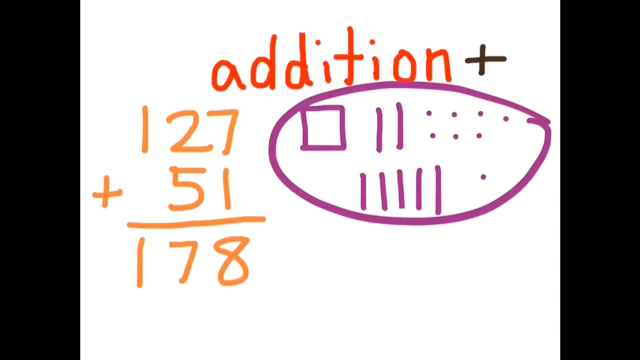 addition +
127
+ 51
178